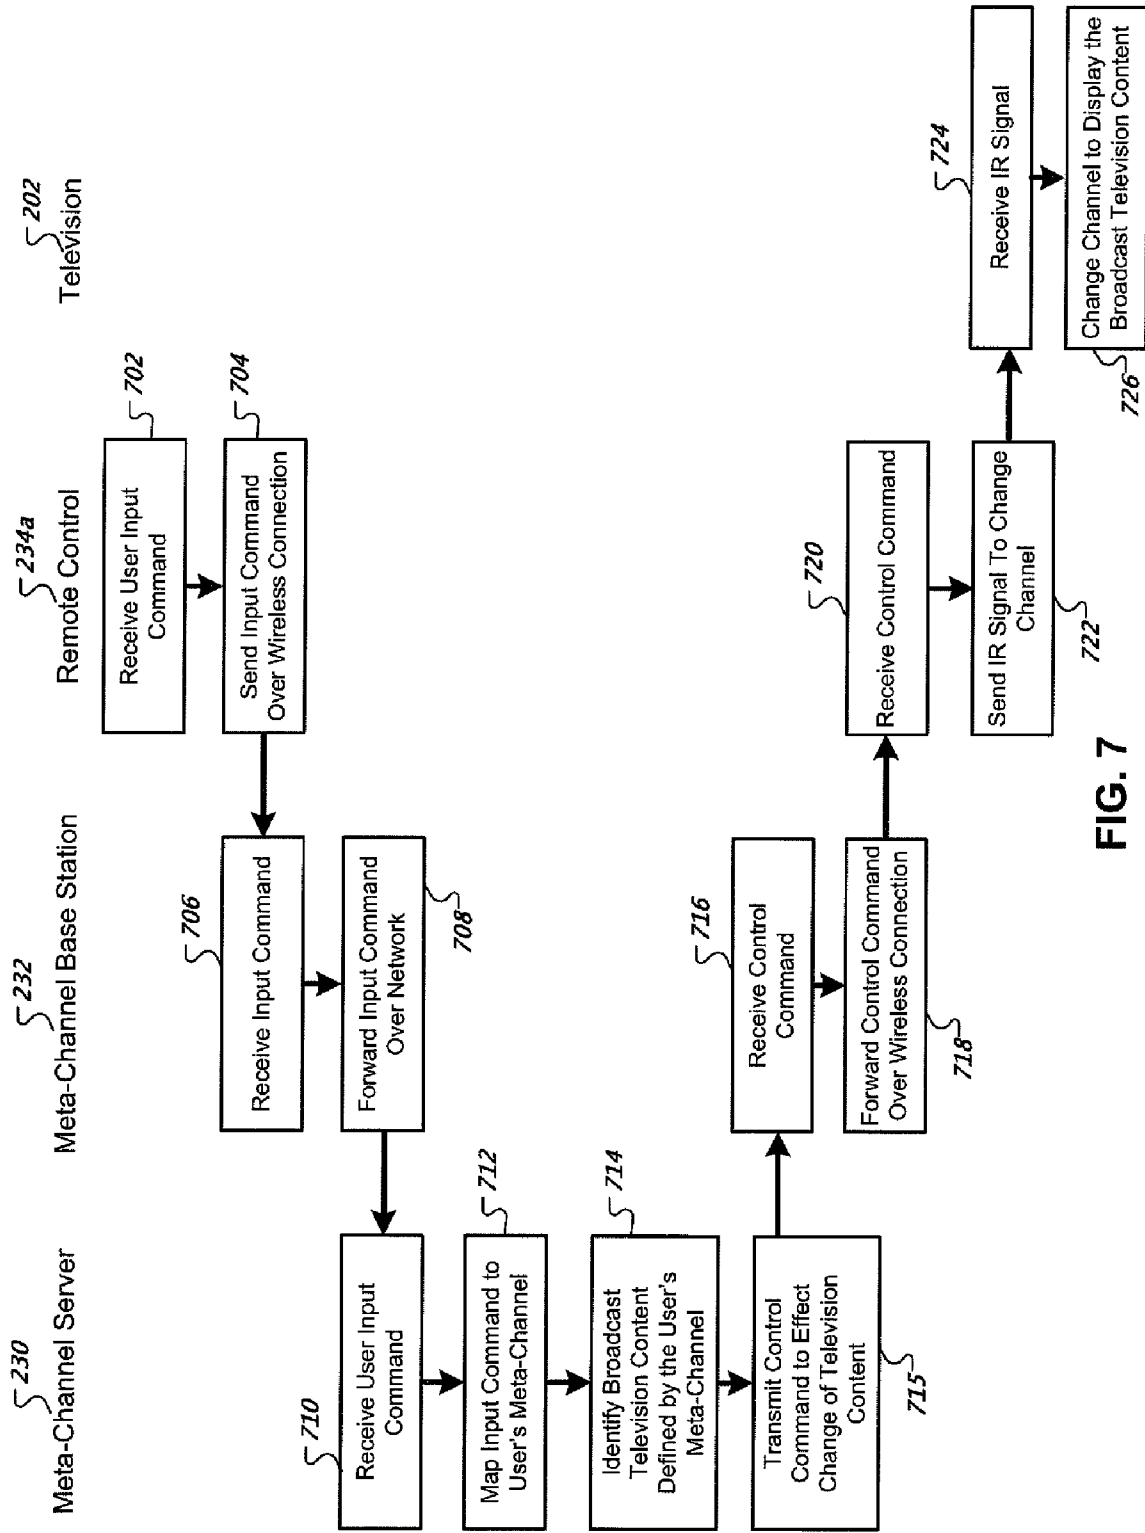 230
Meta-Channel Server
232
Meta-Channel Base Station
234a
Remote Control
202
Television
702
Receive User Input
Command
704
Send Input Command
Over Wireless Connection
706
Receive Input Command
Forward Input Command
Over Network
708
710
Receive User Input
Command
712
Map Input Command to
User's Meta-Channel
714
Identify Broadcast
Television Content
Defined by the User's
Meta-Channel
Transmit Control
Command to Effect
Change of Television
Content
715
716
Receive Control
Command
Forward Control Command
Over Wireless Connection
718
720
Receive Control Command
Send IR Signal To Change
Channel
722
724
Receive IR Signal
Change Channel to Display the
Broadcast Television Content
726
FIG. 7